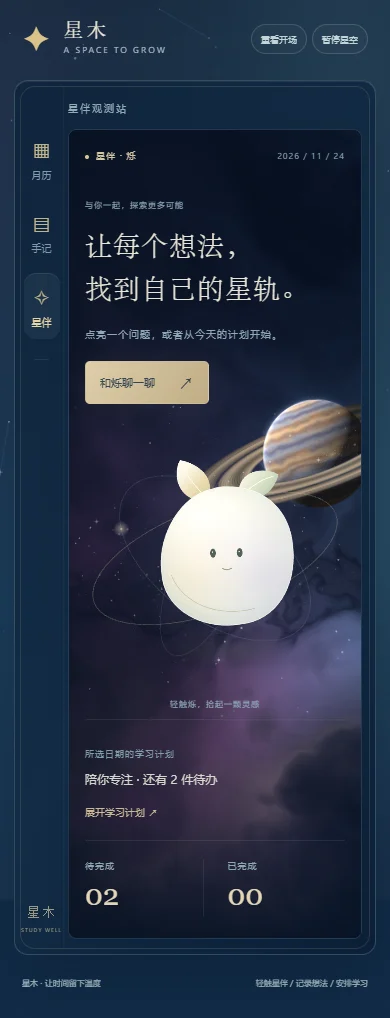 星木
A SPACE TO GROW
重看开场
暂停星空
星伴观测站
月历
手记
星伴
星伴 · 烁
2026 / 11 / 24
与你一起，探索更多可能
让每个想法，
找到自己的星轨。
点亮一个问题，或者从今天的计划开始。
和烁聊一聊 ↗
轻触烁，拾起一颗灵感
所选日期的学习计划
陪你专注 · 还有 2 件待办
展开学习计划 ↗
待完成
已完成
02
00
星木
STUDY WELL
星木 · 让时间留下温度
轻触星伴 / 记录想法 / 安排学习